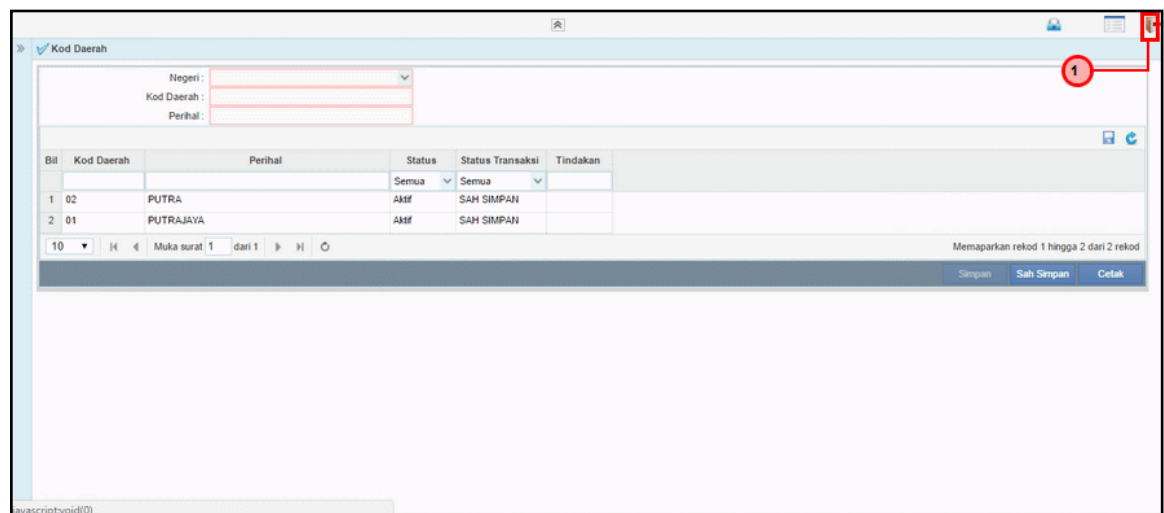 1
Kod Daerah
Negeri :
Kod Daerah :
Perihal :
Bil Kod Daerah Perihal Status Status Transaksi Tindakan
Semua Semua
1 02 PUTRA Aktif SAH SIMPAN
2 01 PUTRAJAYA Aktif SAH SIMPAN
10 Muka surat 1 dari 1 Memaparkan rekod 1 hingga 2 dari 2 rekod
Simpan Sah Simpan Cetak
javascript:void(0)